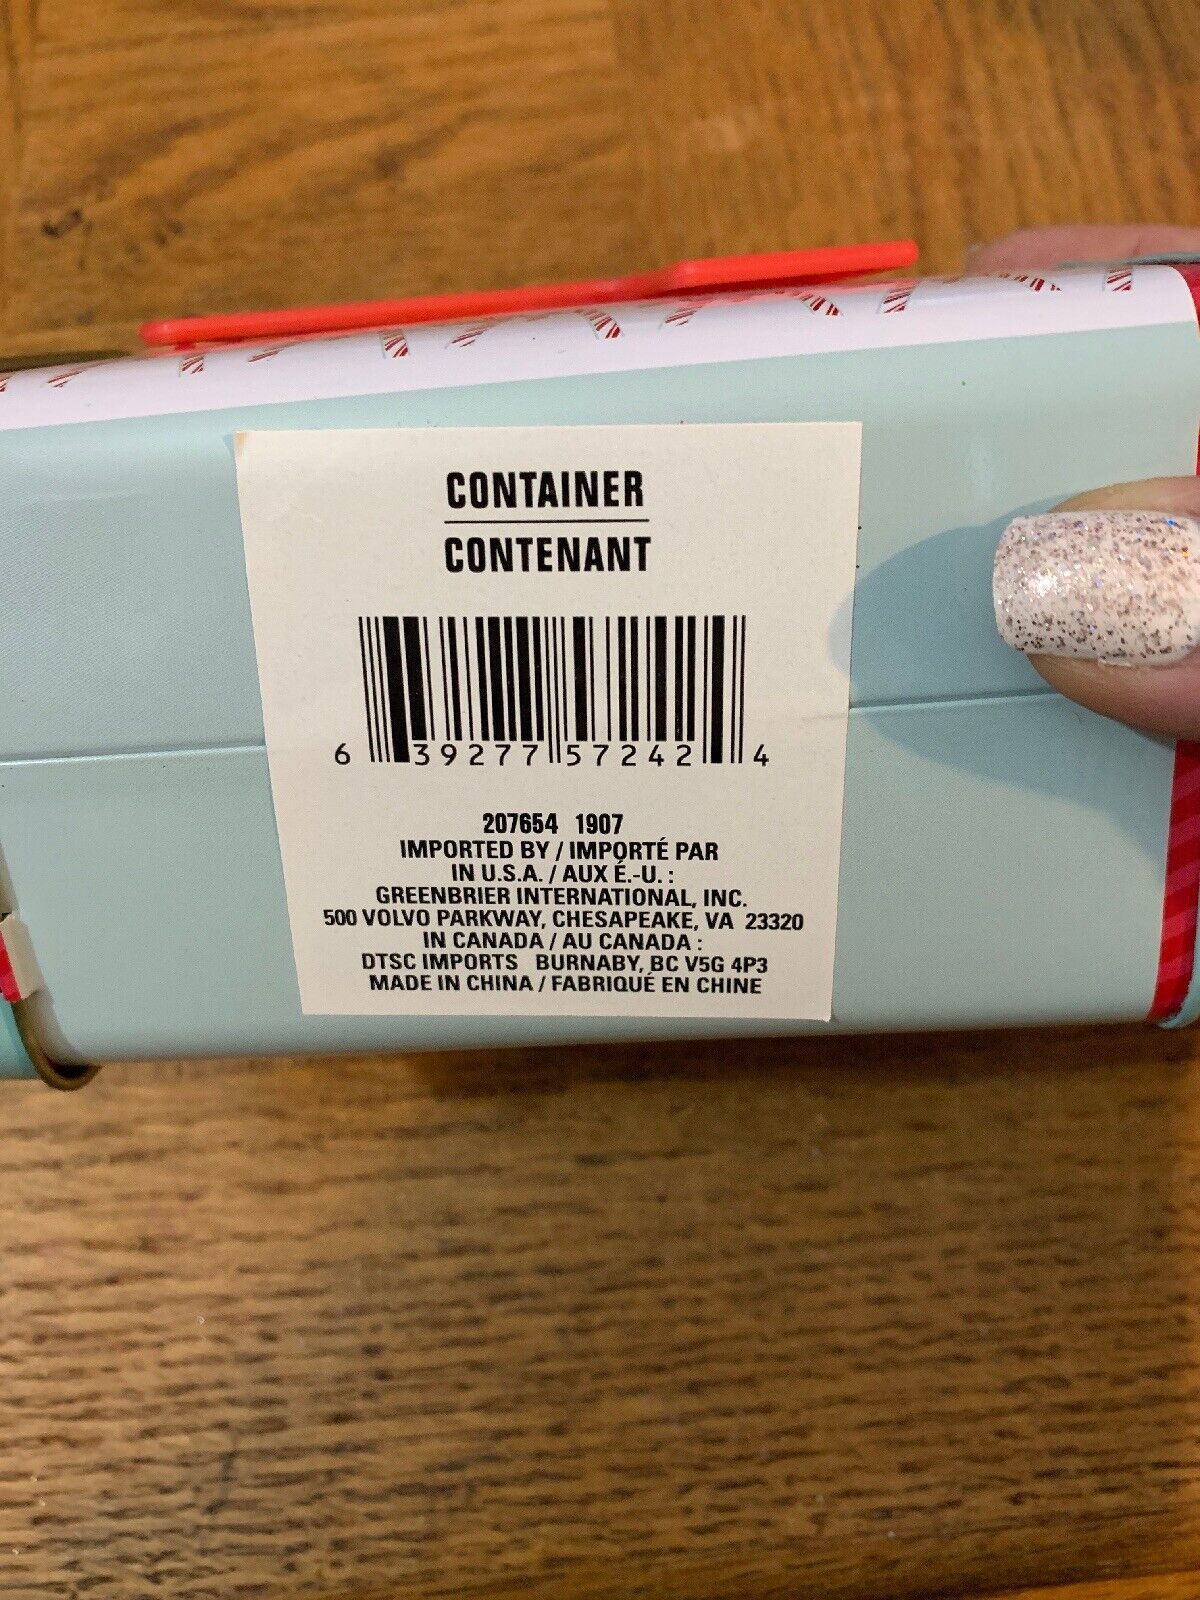 CONTAINER
CONTENANT
6 39277 57242 4
207654 1907
IMPORTED BY / IMPORTÉ PAR
IN U.S.A. / AUX É.-U. :
GREENBRIER INTERNATIONAL, INC.
500 VOLVO PARKWAY, CHESAPEAKE, VA 23320
IN CANADA / AU CANADA :
DTSC IMPORTS BURNABY, BC V5G 4P3
MADE IN CHINA / FABRIQUÉ EN CHINE